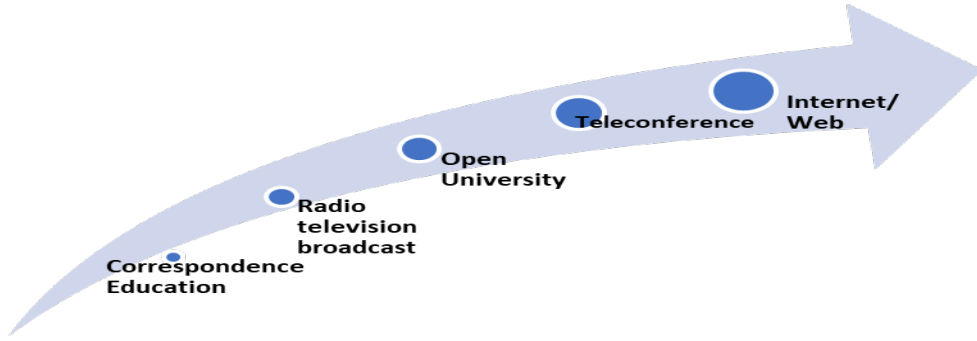 Correspondence
Education
Radio
television
broadcast
Open
University
Teleconference
Internet/
Web